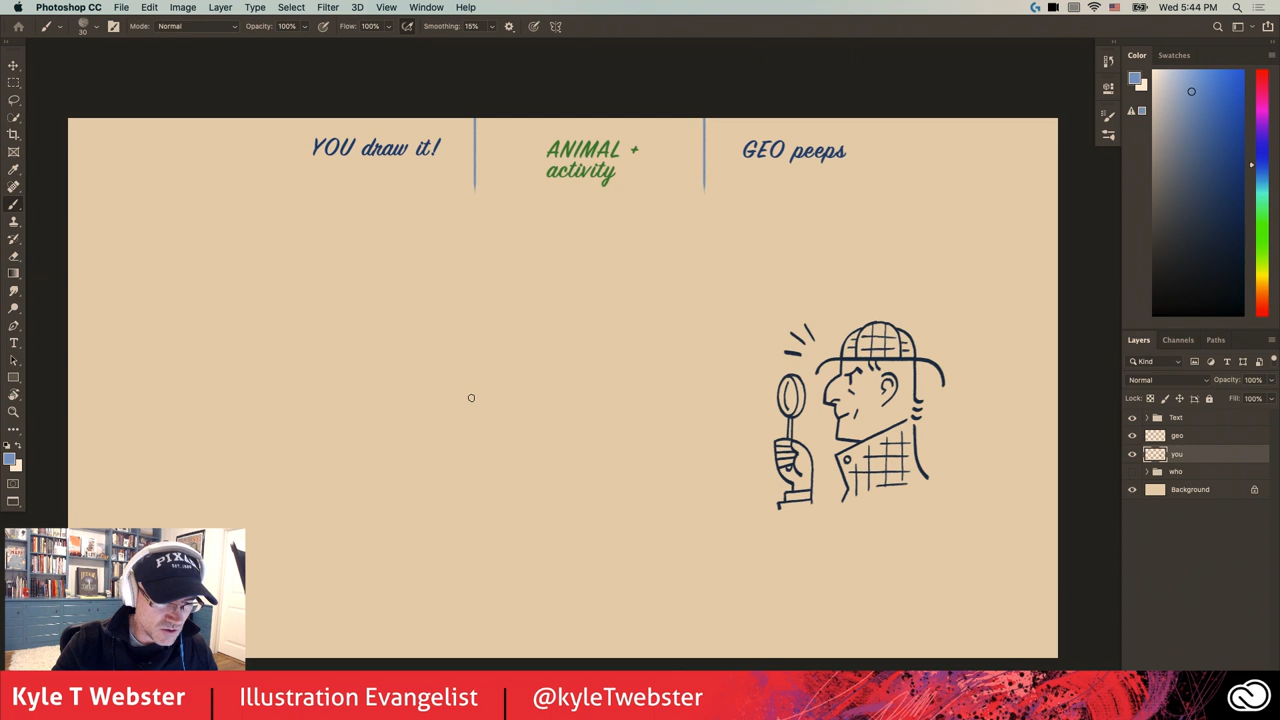 Photoshop CC File Edit Image Layer Type Select Filter 3D View Window Help Wed 5:44 PM
30 Mode: Normal Opacity: 100% Flow: 100% Smoothing: 15%
Color Swatches
YOU draw it! ANIMAL + activity GEO peeps
Layers Channels Paths
Kind
Normal Opacity: 100%
Lock: Fill: 100%
Text
geo
you
who
Background
PIXAR
Kyle T Webster | Illustration Evangelist | @kyleTwebster